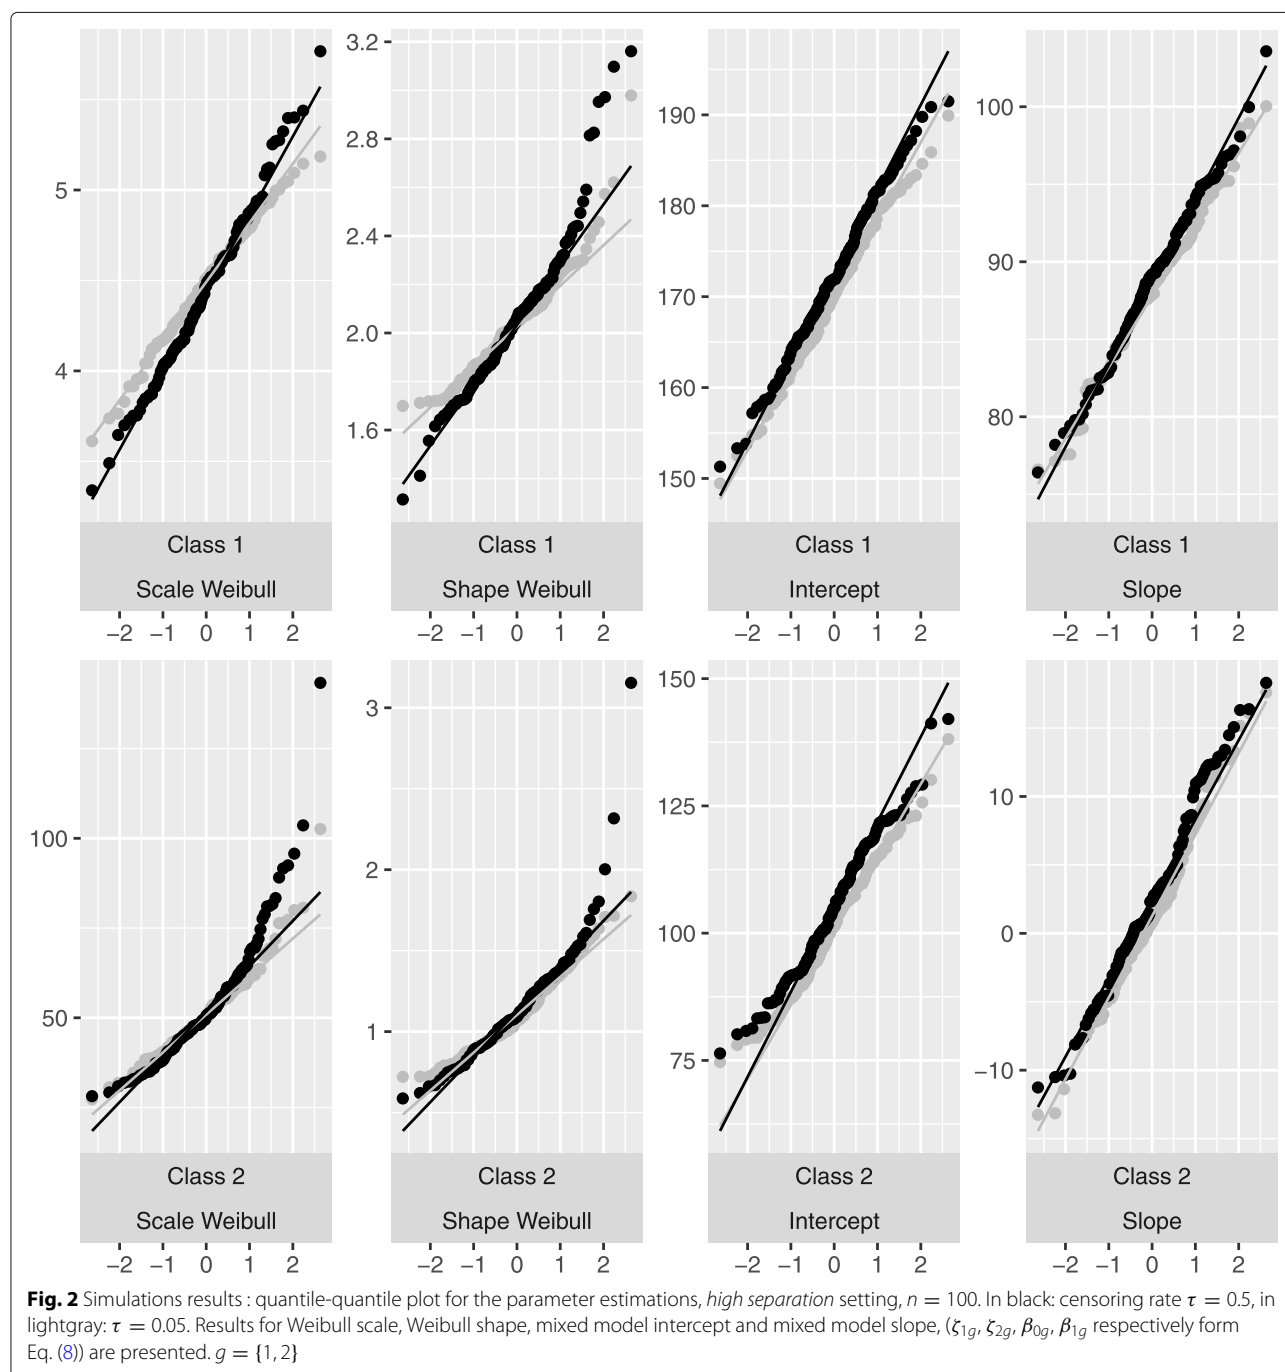 3.2
5
2.8
2.4
4
2.0
1.6
190
180
170
160
150
100
90
80
Class 1
Scale Weibull
Class 1
Shape Weibull
Class 1
Intercept
Class 1
Slope
−2 −1 0 1 2
−2 −1 0 1 2
−2 −1 0 1 2
−2 −1 0 1 2
100
50
3
2
1
150
125
100
75
10
0
−10
Class 2
Scale Weibull
Class 2
Shape Weibull
Class 2
Intercept
Class 2
Slope
−2 −1 0 1 2
−2 −1 0 1 2
−2 −1 0 1 2
−2 −1 0 1 2
Fig. 2 Simulations results : quantile-quantile plot for the parameter estimations, high separation setting, n = 100. In black: censoring rate τ = 0.5, in
lightgray: τ = 0.05. Results for Weibull scale, Weibull shape, mixed model intercept and mixed model slope, (ζ1g, ζ2g, β0g, β1g respectively form
Eq. (8)) are presented. g = {1, 2}